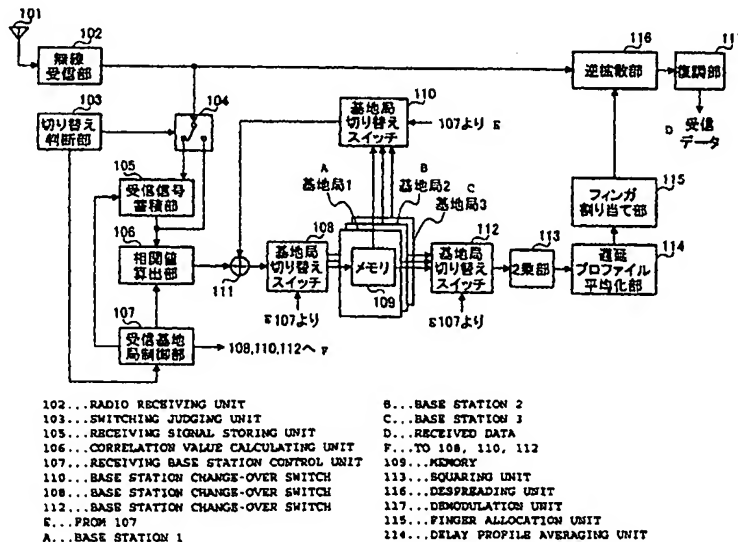 101
102
無線
受信部
103
切り替え
判断部
104
105
受信信号
蓄積部
106
相関値
算出部
107
受信基地
局制御部
108,110,112へ F
110
基地局
切り替え
スイッチ
107より E
A
基地局1
B
基地局2
C
基地局3
111
108
基地局
切り替え
スイッチ
E107より
メモリ
109
112
基地局
切り替え
スイッチ
E107より
113
2乗部
114
遅延
プロファイル
平均化部
115
フィンガ
割り当て部
116
逆拡散部
復調部
D 受信
データ
102...RADIO RECEIVING UNIT
103...SWITCHING JUDGING UNIT
105...RECEIVING SIGNAL STORING UNIT
106...CORRELATION VALUE CALCULATING UNIT
107...RECEIVING BASE STATION CONTROL UNIT
110...BASE STATION CHANGE-OVER SWITCH
108...BASE STATION CHANGE-OVER SWITCH
112...BASE STATION CHANGE-OVER SWITCH
E...FROM 107
A...BASE STATION 1
B...BASE STATION 2
C...BASE STATION 3
D...RECEIVED DATA
F...TO 108, 110, 112
109...MEMORY
113...SQUARING UNIT
116...DESPREADING UNIT
117...DEMODULATION UNIT
115...FINGER ALLOCATION UNIT
114...DELAY PROFILE AVERAGING UNIT